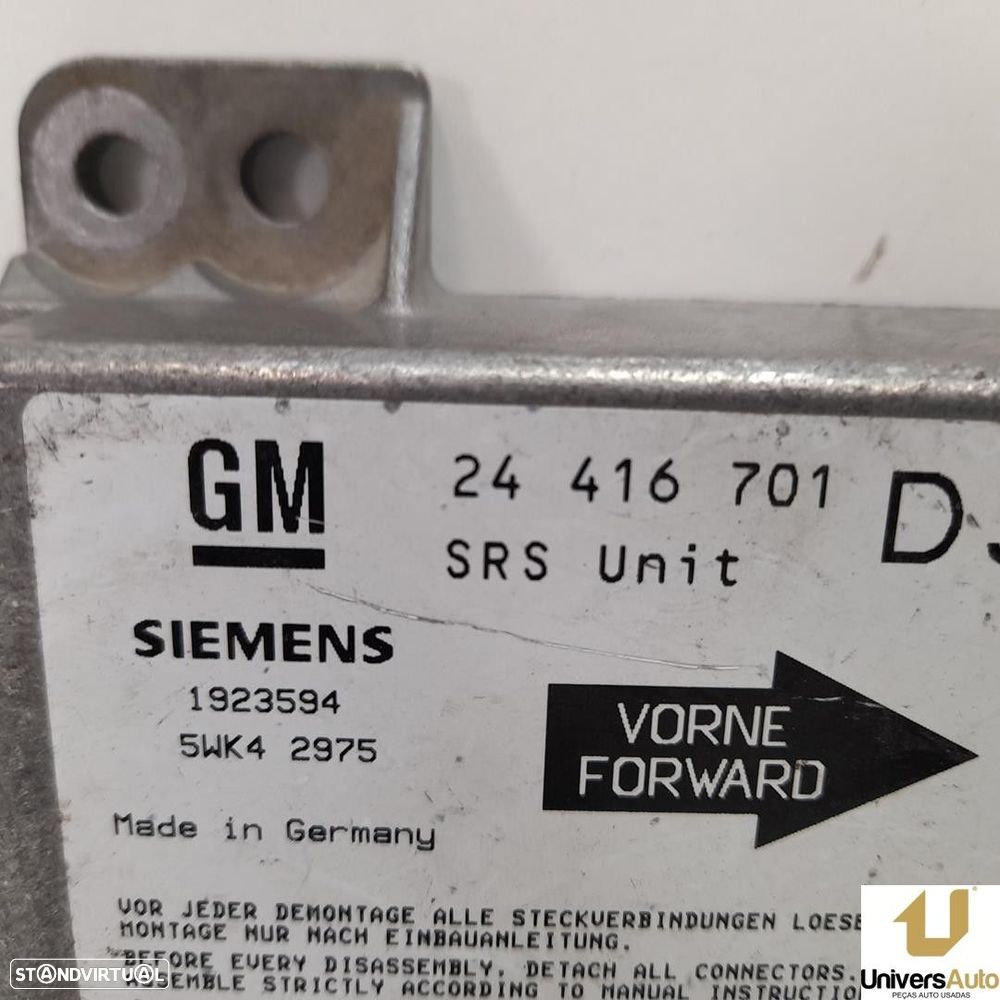 GM
24 416 701
SRS Unit
SIEMENS
1923594
5WK4 2975
VORNE
FORWARD
Made in Germany
VOR JEDER DEMONTAGE ALLE STECKVERBINDUNGEN
MONTAGE NUR NACH EINBAUANLEITUNG.
BEFORE EVERY DISASSEMBLY, DETACH ALL CONNECTORS.
STRICTLY ACCORDING TO MANUAL
STANDVIRTUAL
UniversAuto
PEÇAS AUTO USADAS